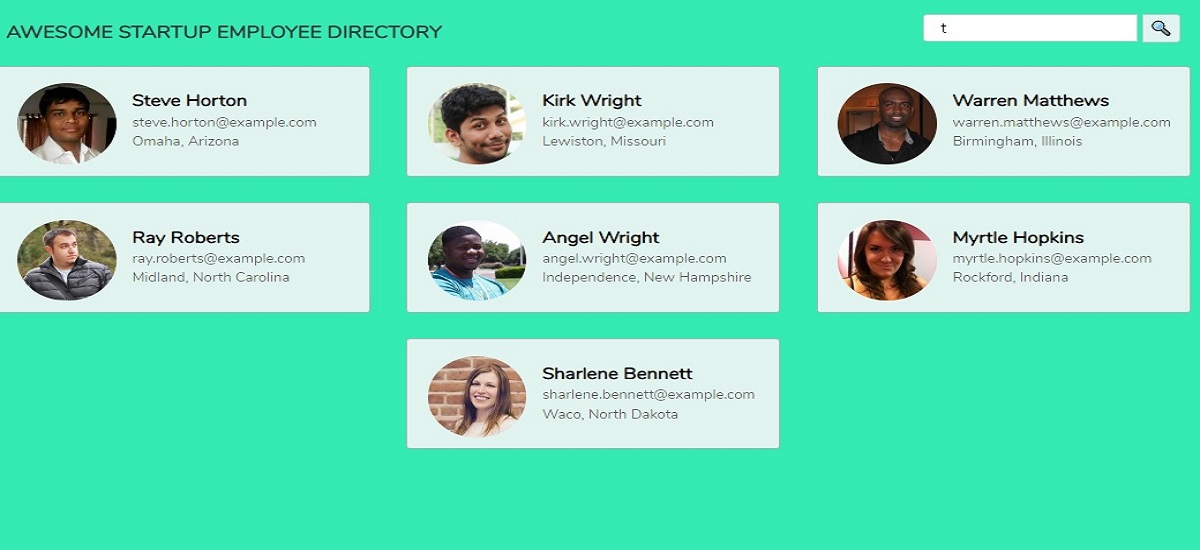 AWESOME STARTUP EMPLOYEE DIRECTORY
t
Steve Horton
steve.horton@example.com
Omaha, Arizona
Kirk Wright
kirk.wright@example.com
Lewiston, Missouri
Warren Matthews
warren.matthews@example.com
Birmingham, Illinois
Ray Roberts
ray.roberts@example.com
Midland, North Carolina
Angel Wright
angel.wright@example.com
Independence, New Hampshire
Myrtle Hopkins
myrtle.hopkins@example.com
Rockford, Indiana
Sharlene Bennett
sharlene.bennett@example.com
Waco, North Dakota